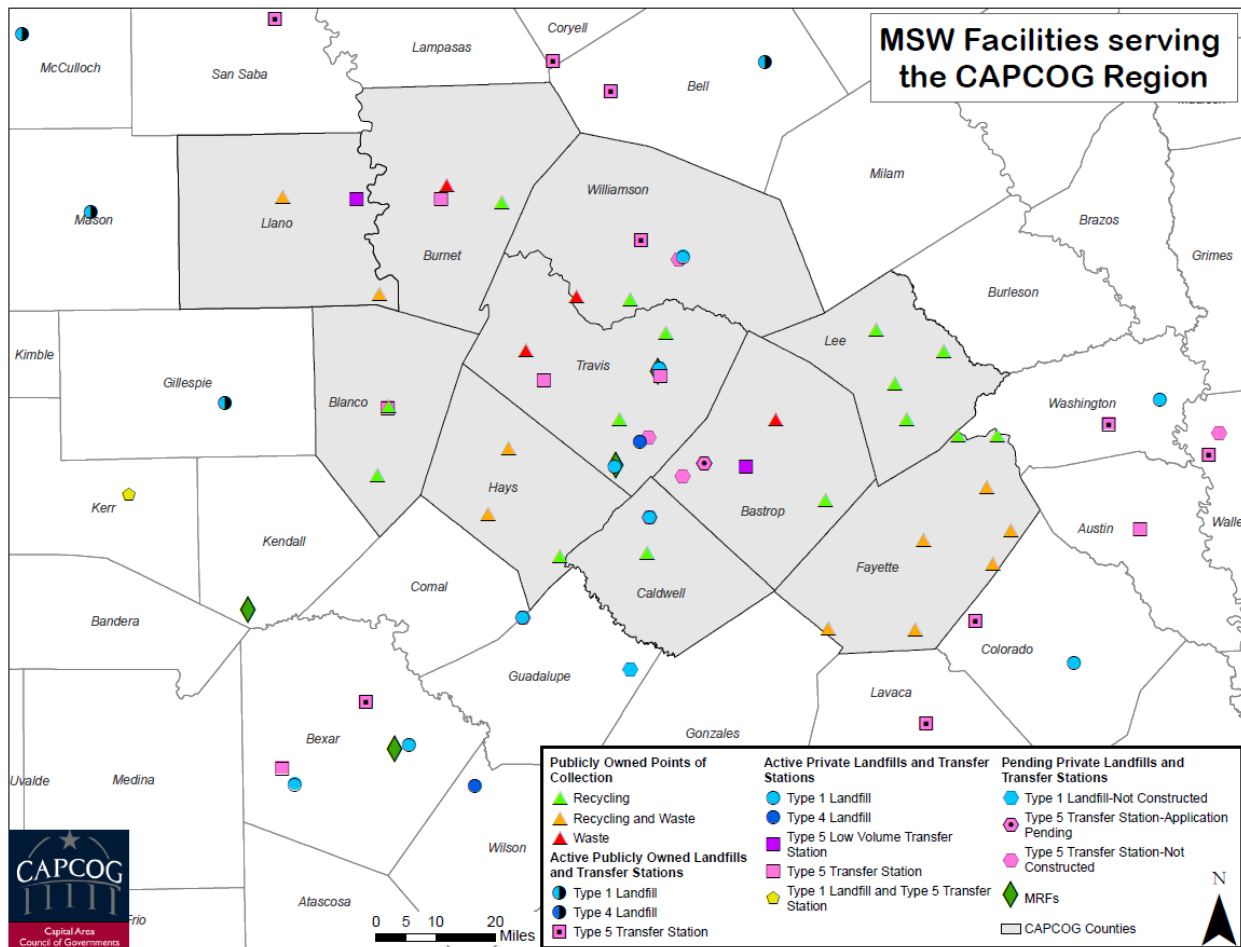 MSW Facilities serving
the CAPCOG Region
Coryell
Lampasas
McCulloch
San Saba
Bell
Milam
Williamson
Mason
Llano
Brazos
Burnet
Grimes
Burleson
Lee
Kimble
Travis
Gillespie
Blanco
Washington
Hays
Kerr
Bastrop
Austin
Walle
Kendall
Fayette
Comal
Caldwell
Bandera
Colorado
Guadalupe
Lavaca
Gonzales
Bexar
Uvalde
Medina
Wilson
Atascosa
Frio
Publicly Owned Points of
Collection
Recycling
Recycling and Waste
Waste
Active Publicly Owned Landfills
and Transfer Stations
Type 1 Landfill
Type 4 Landfill
Type 5 Transfer Station
Active Private Landfills and Transfer
Stations
Type 1 Landfill
Type 4 Landfill
Type 5 Low Volume Transfer
Station
Type 5 Transfer Station
Type 1 Landfill and Type 5 Transfer
Station
Pending Private Landfills and
Transfer Stations
Type 1 Landfill-Not Constructed
Type 5 Transfer Station-Application
Pending
Type 5 Transfer Station-Not
Constructed
MRFs
CAPCOG Counties
N
CAPCOG
Capital Area
Council of Governments
0 5 10 20
Miles